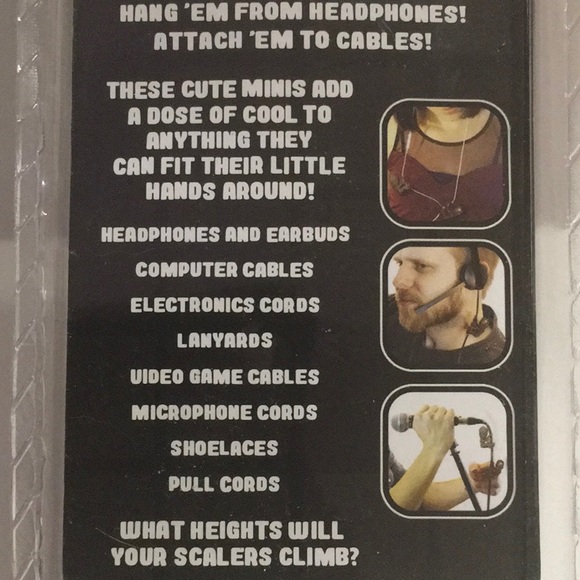 HANG 'EM FROM HEADPHONES!
ATTACH 'EM TO CABLES!
THESE CUTE MINIS ADD
A DOSE OF COOL TO
ANYTHING THEY
CAN FIT THEIR LITTLE
HANDS AROUND!
HEADPHONES AND EARBUDS
COMPUTER CABLES
ELECTRONICS CORDS
LANYARDS
VIDEO GAME CABLES
MICROPHONE CORDS
SHOELACES
PULL CORDS
WHAT HEIGHTS WILL
YOUR SCALERS CLIMB?